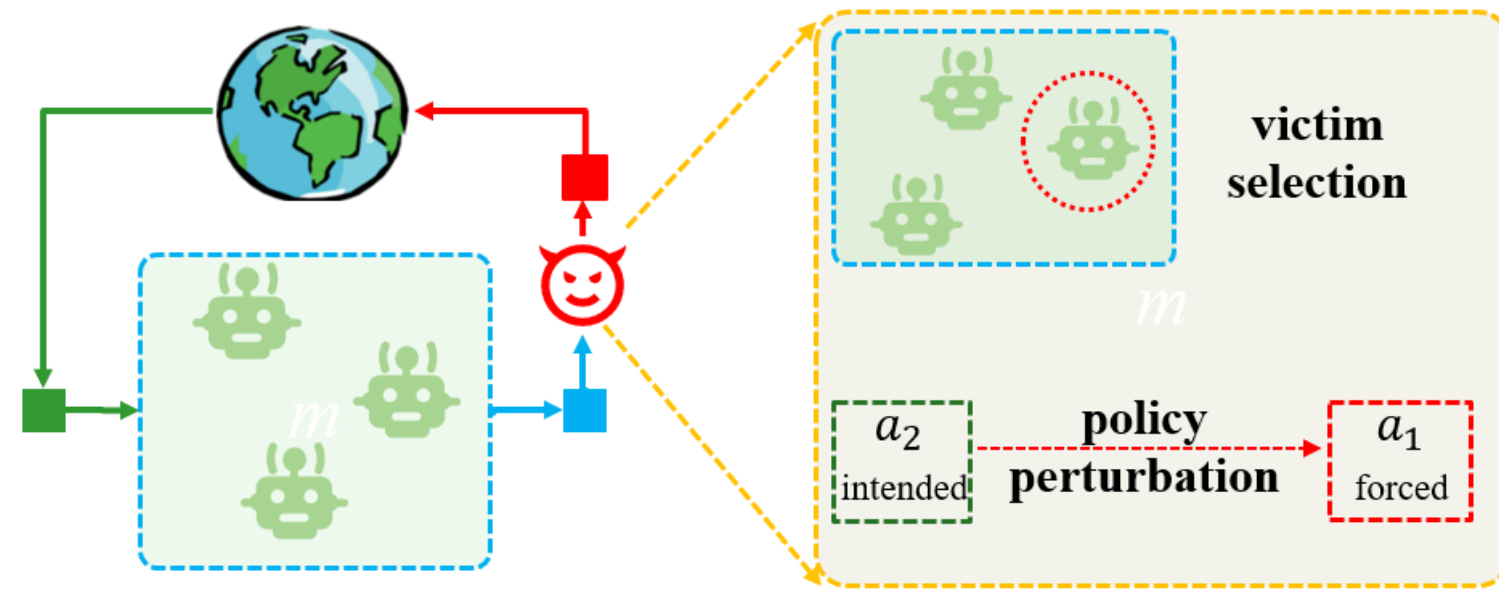 victim
selection
m
m
a₂
intended
policy
perturbation
a₁
forced